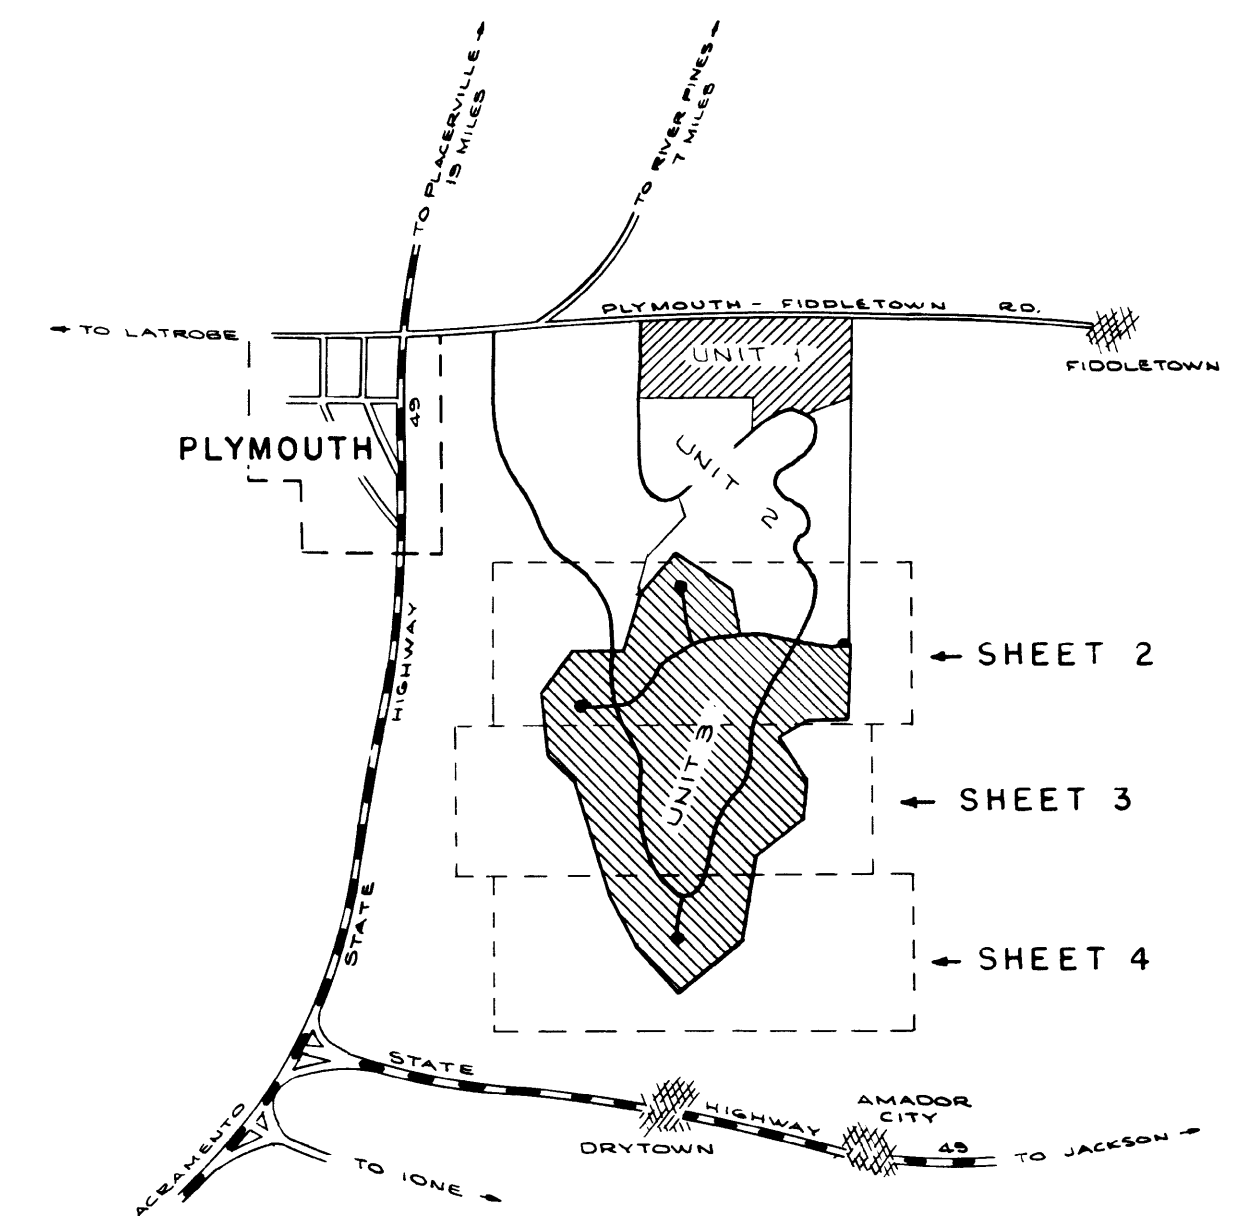 TO PLACERVILLE
19 MILES
TO RIVER PINES
7 MILES
PLYMOUTH - FIDDLETOWN RD.
TO LATROBE
FIDDLETOWN
UNIT 1
49
PLYMOUTH
UNIT 2
STATE HIGHWAY
SHEET 2
UNIT 3
SHEET 3
SHEET 4
STATE HIGHWAY
AMADOR
CITY
DRYTOWN
49
TO JACKSON
ACRAMENTO
TO IONE